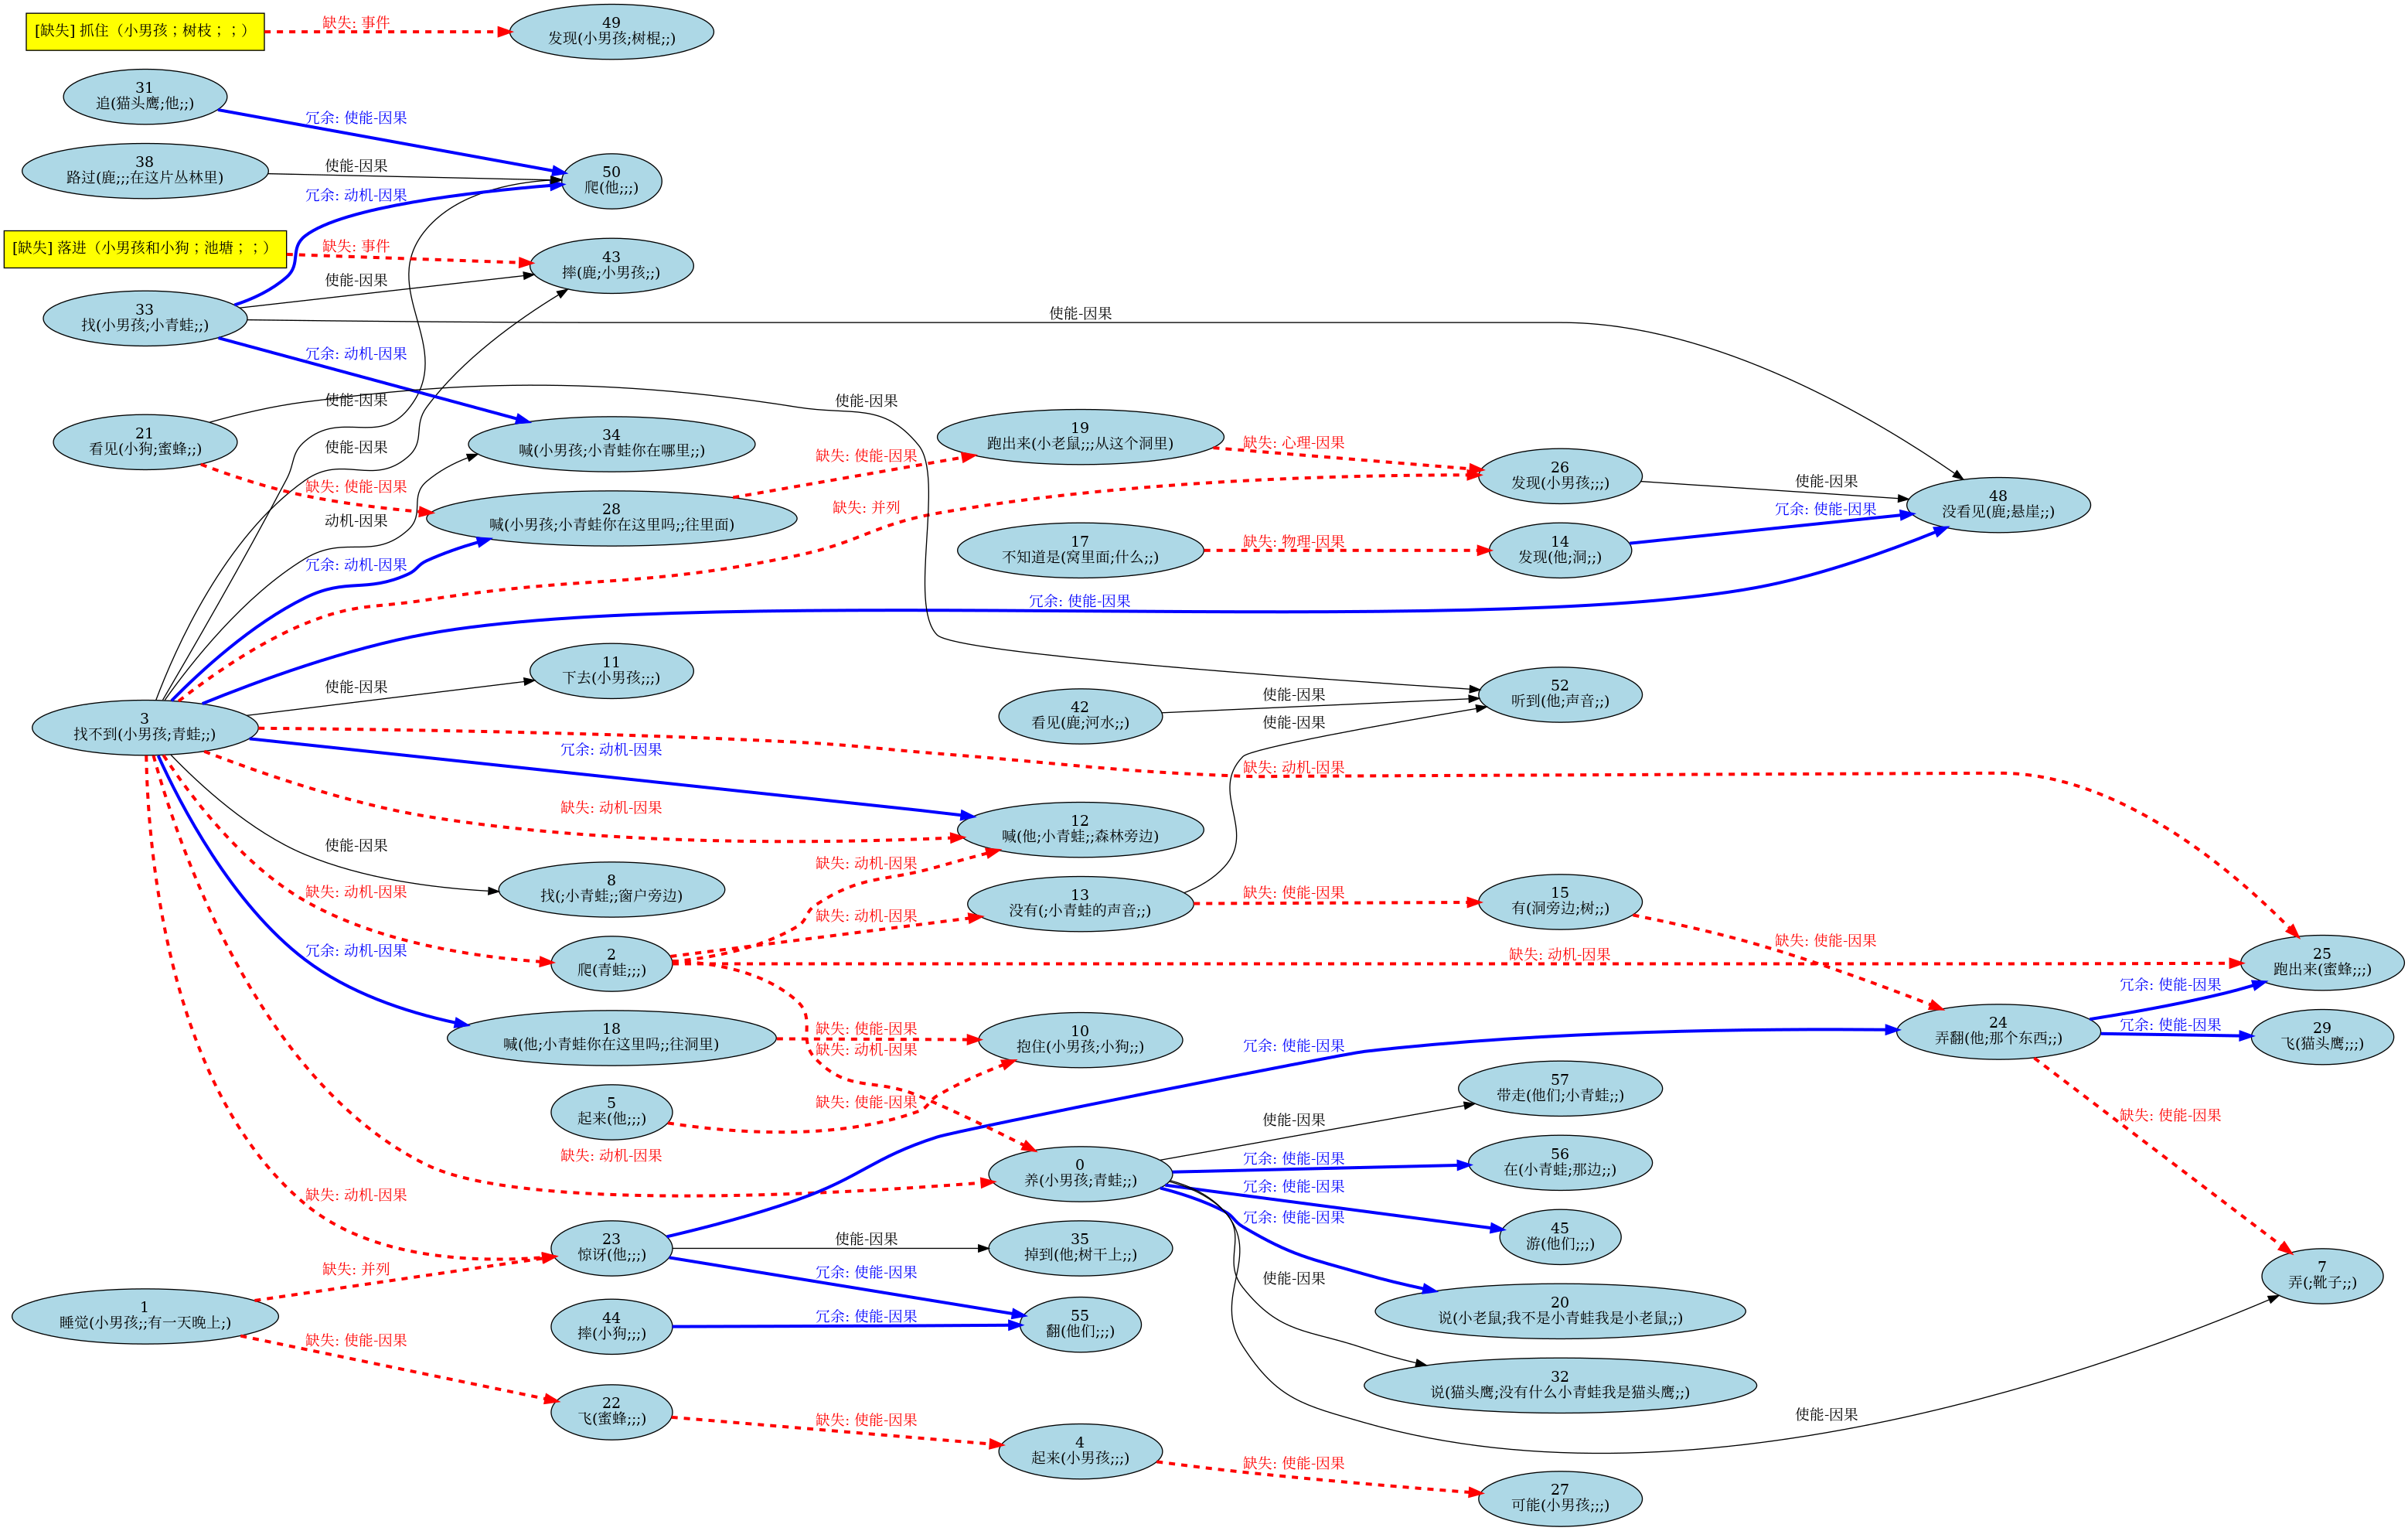 [缺失] 抓住（小男孩；树枝；；）
缺失: 事件
49
发现(小男孩;树棍;;)
31
追(猫头鹰;他;;)
冗余: 使能-因果
38
路过(鹿;;;在这片丛林里)
使能-因果
50
爬(他;;;)
冗余: 动机-因果
[缺失] 落进（小男孩和小狗；池塘；；）
缺失: 事件
43
摔(鹿;小男孩;;)
使能-因果
33
找(小男孩;小青蛙;;)
使能-因果
冗余: 动机-因果
使能-因果
使能-因果
21
看见(小狗;蜜蜂;;)
使能-因果
34
喊(小男孩;小青蛙你在哪里;;)
19
跑出来(小老鼠;;;从这个洞里)
缺失: 心理-因果
缺失: 使能-因果
26
发现(小男孩;;;)
使能-因果
缺失: 使能-因果
28
喊(小男孩;小青蛙你在这里吗;;往里面)
缺失: 并列
48
没看见(鹿;悬崖;;)
冗余: 使能-因果
动机-因果
17
不知道是(窝里面;什么;;)
缺失: 物理-因果
14
发现(他;洞;;)
冗余: 动机-因果
冗余: 使能-因果
11
下去(小男孩;;;)
使能-因果
3
找不到(小男孩;青蛙;;)
42
看见(鹿;河水;;)
使能-因果
使能-因果
52
听到(他;声音;;)
冗余: 动机-因果
缺失: 动机-因果
缺失: 动机-因果
12
喊(他;小青蛙;;森林旁边)
使能-因果
8
找(;小青蛙;;窗户旁边)
缺失: 动机-因果
缺失: 动机-因果
13
没有(;小青蛙的声音;;)
缺失: 使能-因果
15
有(洞旁边;树;;)
缺失: 动机-因果
2
爬(青蛙;;;)
缺失: 动机-因果
缺失: 使能-因果
25
跑出来(蜜蜂;;;)
冗余: 动机-因果
冗余: 使能-因果
18
喊(他;小青蛙你在这里吗;;往洞里)
缺失: 使能-因果
缺失: 动机-因果
10
抱住(小男孩;小狗;;)
冗余: 使能-因果
24
弄翻(他;那个东西;;)
冗余: 使能-因果
29
飞(猫头鹰;;;)
5
起来(他;;;)
缺失: 使能-因果
57
带走(他们;小青蛙;;)
使能-因果
缺失: 使能-因果
缺失: 动机-因果
0
养(小男孩;青蛙;;)
冗余: 使能-因果
56
在(小青蛙;那边;;)
缺失: 动机-因果
冗余: 使能-因果
冗余: 使能-因果
45
游(他们;;;)
23
惊讶(他;;;)
使能-因果
35
掉到(他;树干上;;)
缺失: 并列
冗余: 使能-因果
使能-因果
7
弄(;靴子;;)
1
睡觉(小男孩;;有一天晚上;)
44
摔(小狗;;;)
冗余: 使能-因果
55
翻(他们;;;)
20
说(小老鼠;我不是小青蛙我是小老鼠;;)
缺失: 使能-因果
32
说(猫头鹰;没有什么小青蛙我是猫头鹰;;)
22
飞(蜜蜂;;;)
缺失: 使能-因果
使能-因果
4
起来(小男孩;;;)
缺失: 使能-因果
27
可能(小男孩;;;)